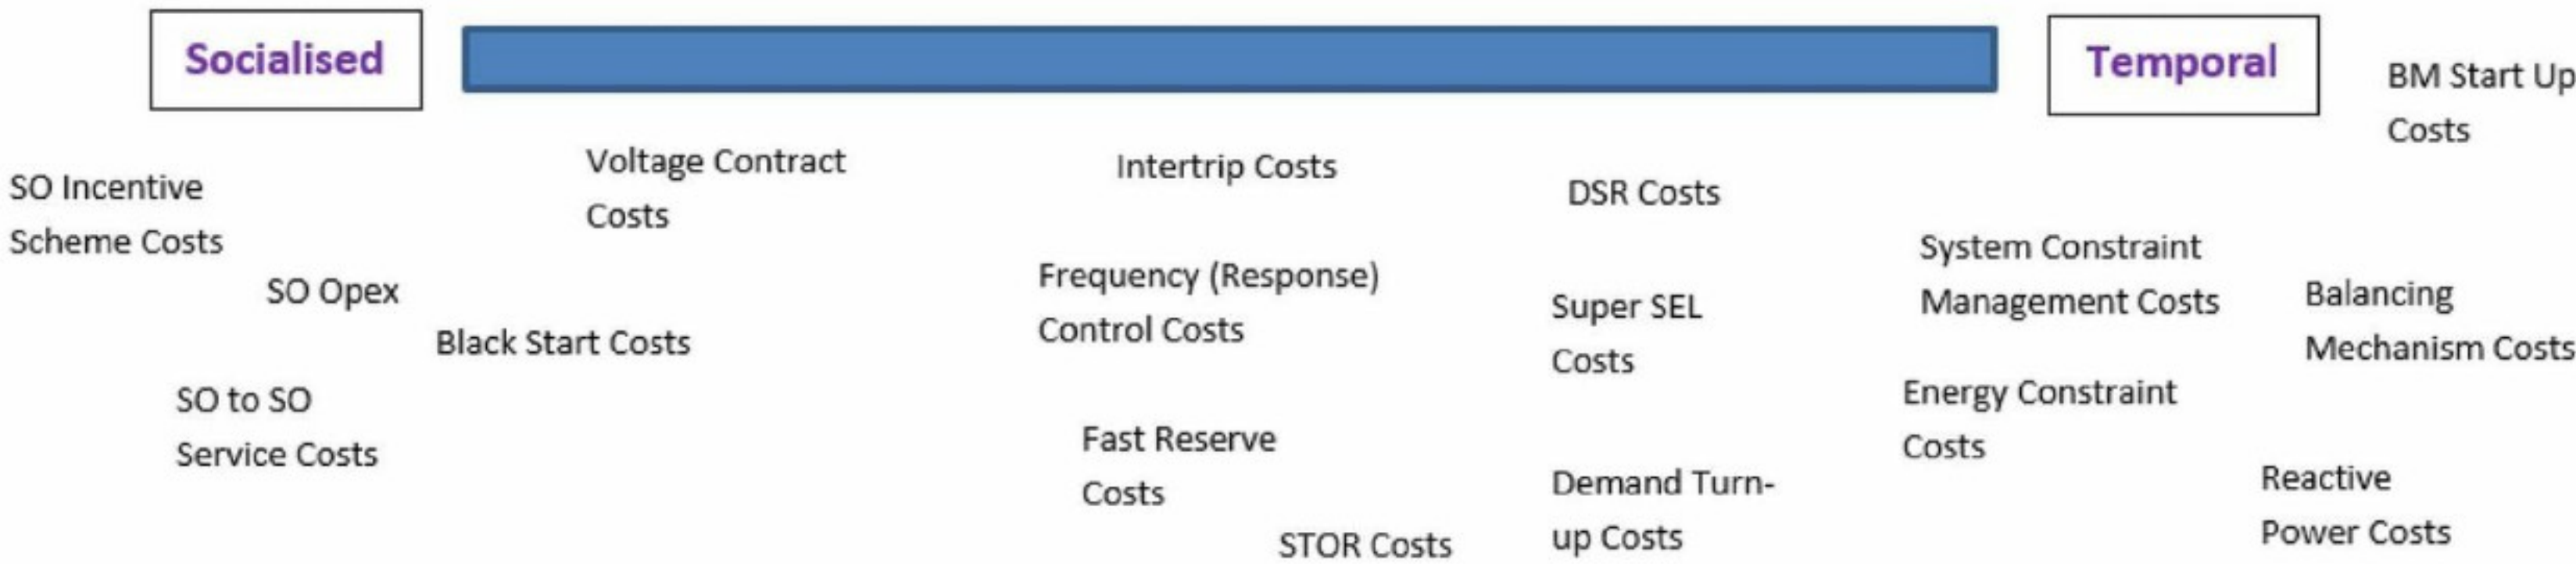 Socialised
Temporal
BM Start Up
Costs
SO Incentive
Scheme Costs
SO Opex
Black Start Costs
SO to SO
Service Costs
Voltage Contract
Costs
Intertrip Costs
Frequency (Response)
Control Costs
Fast Reserve
Costs
STOR Costs
DSR Costs
Super SEL
Costs
Demand Turn-
up Costs
System Constraint
Management Costs
Energy Constraint
Costs
Balancing
Mechanism Costs
Reactive
Power Costs